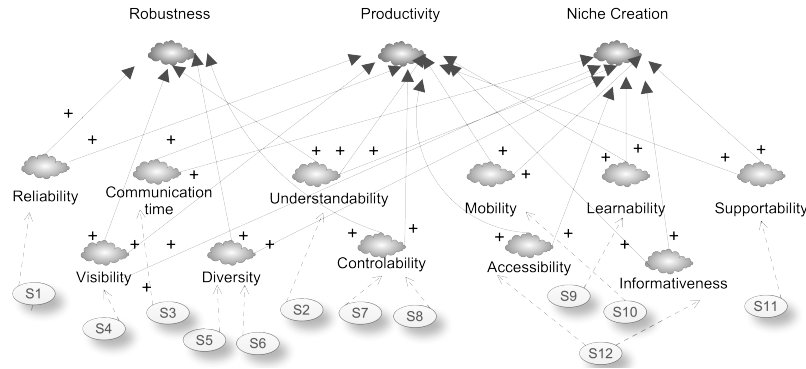 Robustness
Productivity
Niche Creation
+
+
+
+
+
+
+
+
+
+
+
+
+
Reliability
Communication
time
Understandability
Mobility
Learnability
Supportability
+
+
+
+
+
+
+
+
+
+
+
Visibility
Diversity
Controlability
Accessibility
Informativeness
+
S1
S4
S3
S5
S6
S2
S7
S8
S9
S10
S12
S11